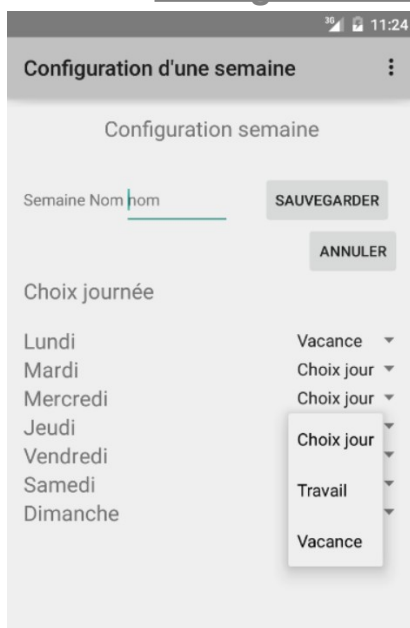 3G 11:24
Configuration d'une semaine
Configuration semaine
Semaine Nom nom SAUVEGARDER
ANNULER
Choix journée
Lundi Vacance
Mardi Choix jour
Mercredi Choix jour
Jeudi
Choix jour
Vendredi
Samedi Travail
Dimanche
Vacance